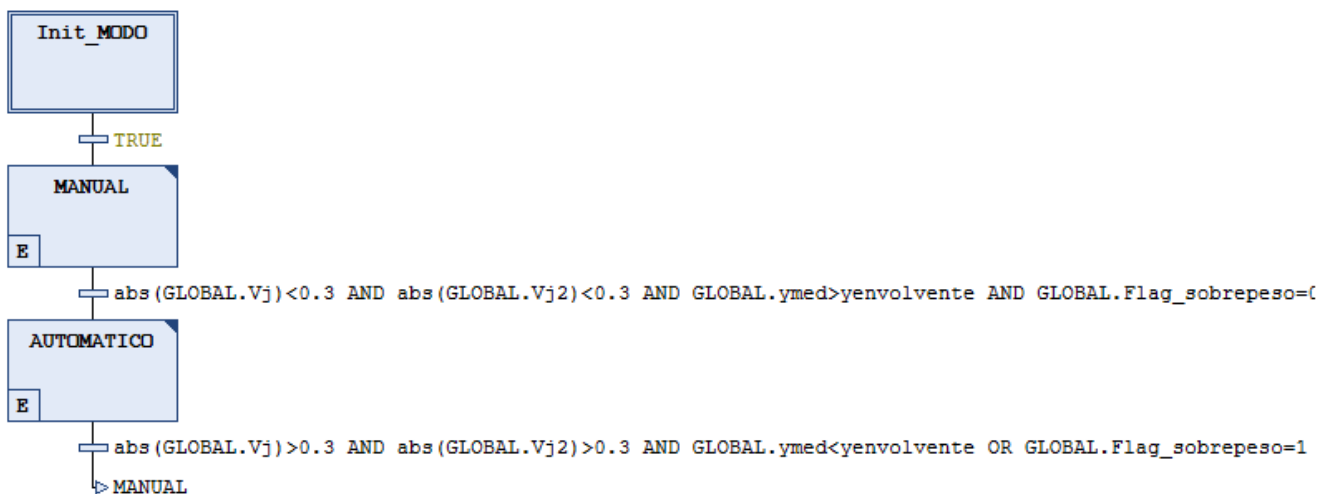 Init_MODO
TRUE
MANUAL
E
abs(GLOBAL.Vj)<0.3 AND abs(GLOBAL.Vj2)<0.3 AND GLOBAL.ymed>yenvolvente AND GLOBAL.Flag_sobrepeso=
AUTOMATICO
E
abs(GLOBAL.Vj)>0.3 AND abs(GLOBAL.Vj2)>0.3 AND GLOBAL.ymed<yenvolvente OR GLOBAL.Flag_sobrepeso=1
MANUAL